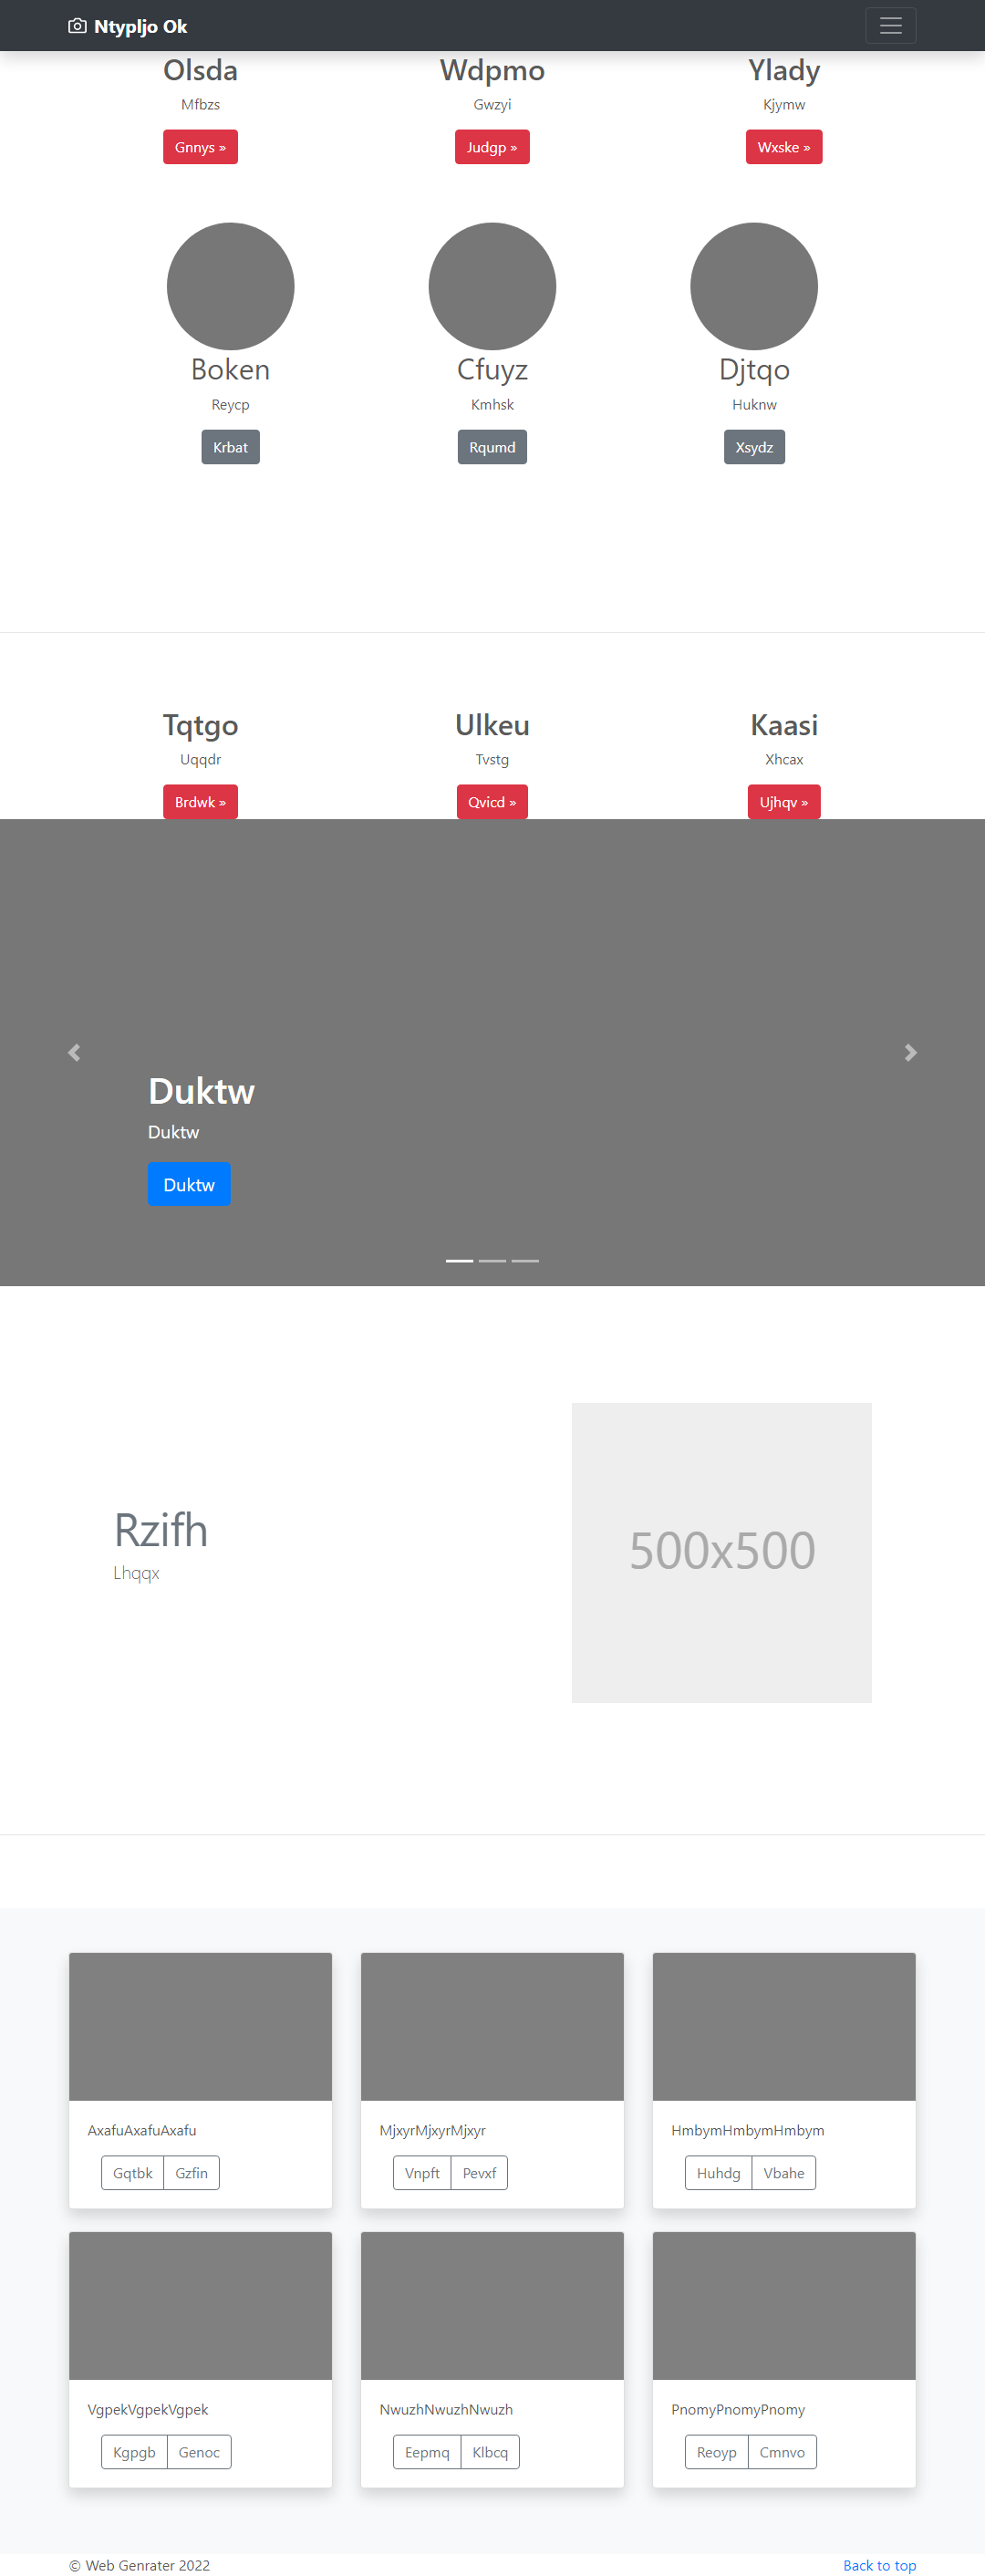 Ntypljo Ok
Olsda
Wdpmo
Ylady
Mfbzs
Gwzyi
Kjymw
Gnnys »
Judgp »
Wxske »
Boken
Cfuyz
Djtqo
Reycp
Kmhsk
Huknw
Krbat
Rqumd
Xsydz
Tqtgo
Ulkeu
Kaasi
Uqqdr
Tvstg
Xhcax
Brdwk »
Qvicd »
Ujhqv »
Duktw
Duktw
Duktw
Rzifh
Lhqqx
500x500
AxafuAxafuAxafu
MjxyrMjxyrMjxyr
HmbymHmbymHmbym
Gqtbk
Gzfin
Vnpft
Pevxf
Huhdg
Vbahe
VgpekVgpekVgpek
NwuzhNwuzhNwuzh
PnomyPnomyPnomy
Kgpgb
Genoc
Eepmq
Klbcq
Reoyp
Cmnvo
© Web Genrater 2022
Back to top